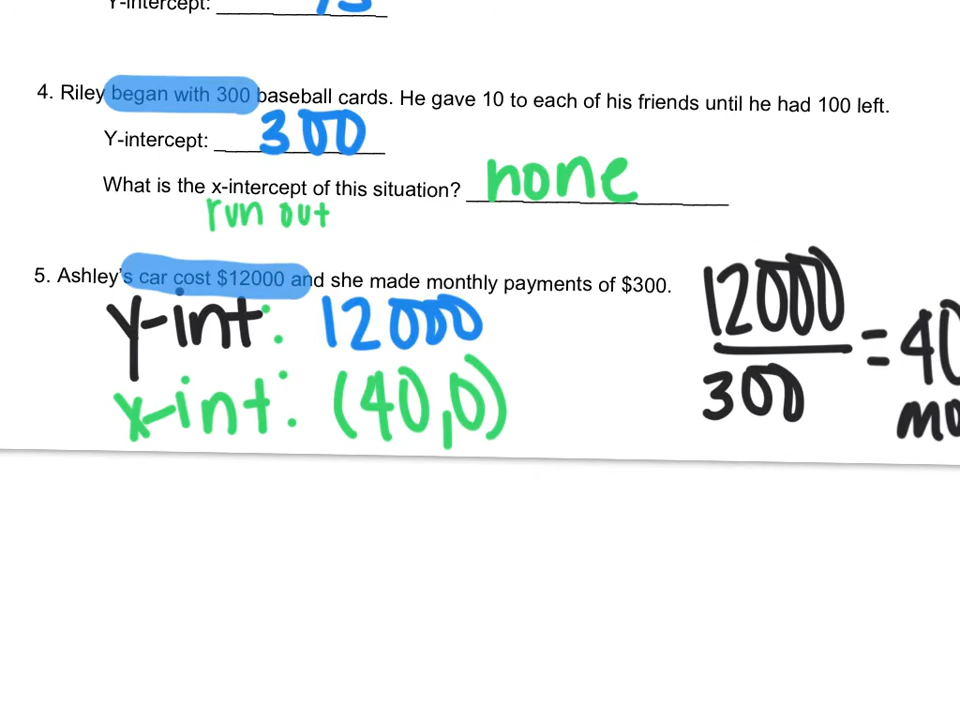 Y-intercept: 75
4. Riley began with 300 baseball cards. He gave 10 to each of his friends until he had 100 left.
Y-intercept: 300
What is the x-intercept of this situation? none
run out
5. Ashley's car cost $12000 and she made monthly payments of $300.
y-int: 12000
x-int: (40,0)
12000
300
=40
mo